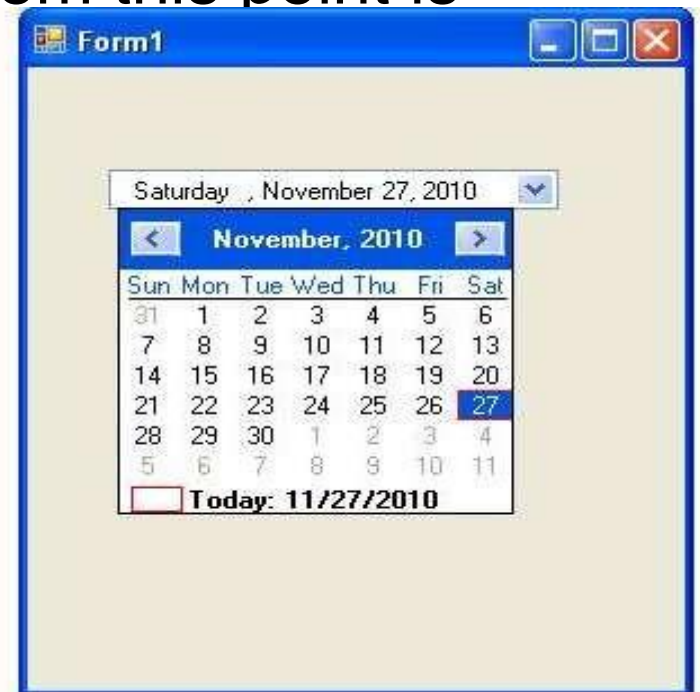 this point is
Form1
Saturday , November 27, 2010
November, 2010
Sun Mon Tue Wed Thu Fri Sat
31 1 2 3 4 5 6
7 8 9 10 11 12 13
14 15 16 17 18 19 20
21 22 23 24 25 26 27
28 29 30 1 2 3 4
5 6 7 8 9 10 11
Today: 11/27/2010